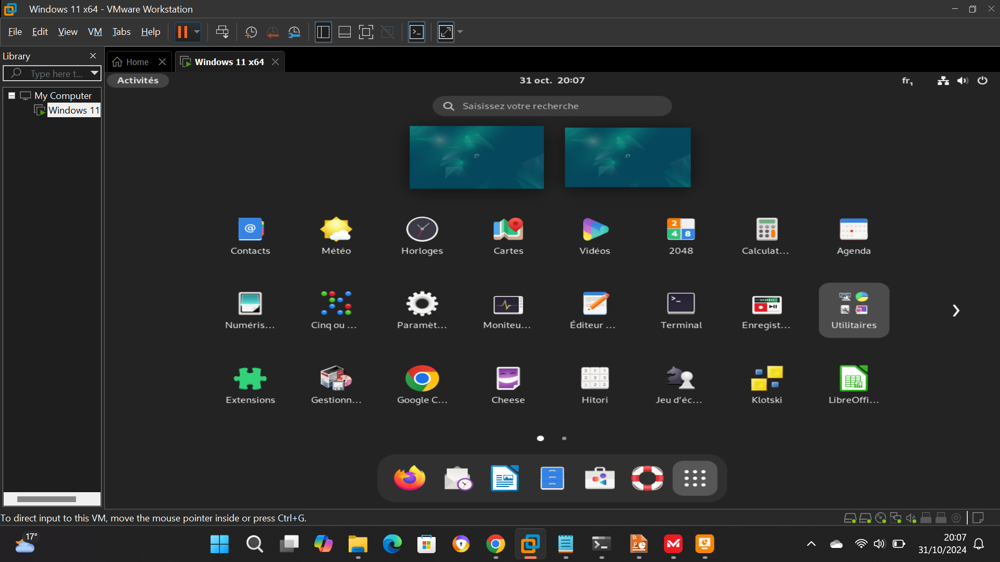 Windows 11 x64 - VMware Workstation
File Edit View VM Tabs Help
Library
Type here t...
My Computer
Windows 11
Home
Windows 11 x64
Activités
31 oct. 20:07
fr₁
Saisissez votre recherche
Contacts
Météo
Horloges
Cartes
Vidéos
2048
Calculat...
Agenda
Numéris...
Cinq ou ...
Paramèt...
Moniteu...
Éditeur ...
Terminal
Enregist...
Utilitaires
Extensions
Gestionn...
Google C...
Cheese
Hitori
Jeu d'éc...
Klotski
LibreOffi...
To direct input to this VM, move the mouse pointer inside or press Ctrl+G.
17°
20:07
31/10/2024